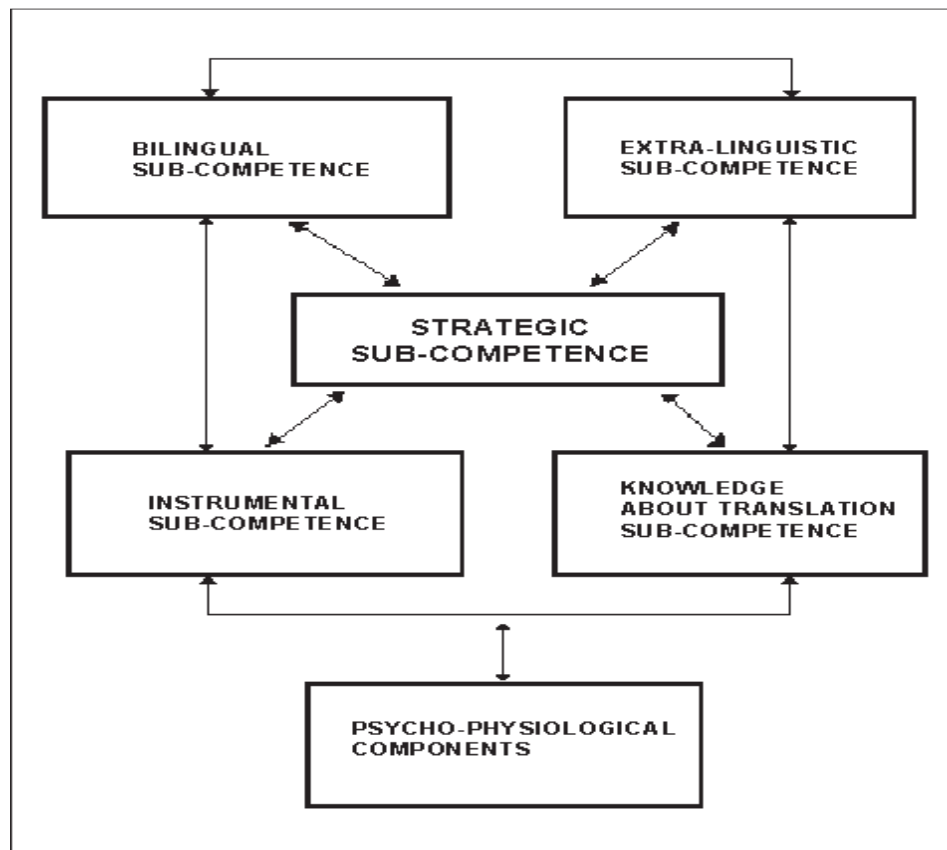 BILINGUAL
SUB-COMPETENCE
EXTRA-LINGUISTIC
SUB-COMPETENCE
STRATEGIC
SUB-COMPETENCE
INSTRUMENTAL
SUB-COMPETENCE
KNOWLEDGE
ABOUT TRANSLATION
SUB-COMPETENCE
PSYCHO-PHYSIOLOGICAL
COMPONENTS